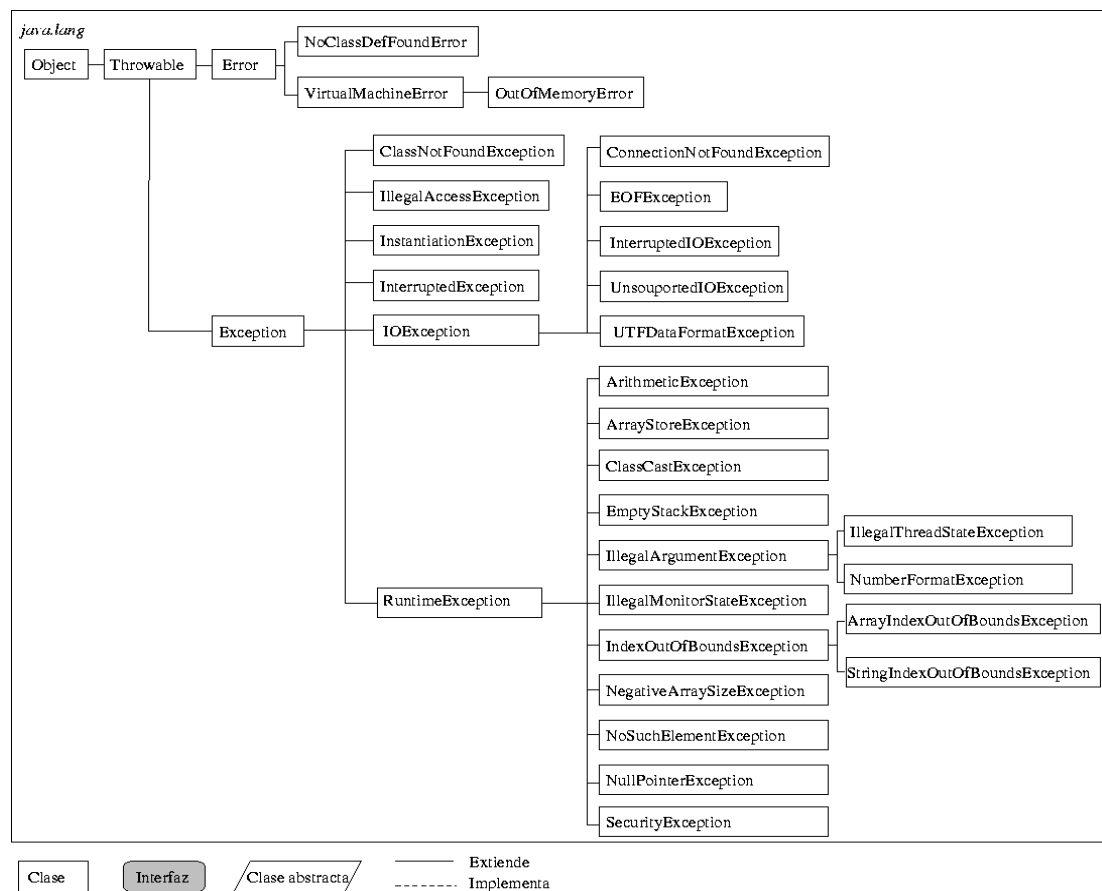 java.lang
NoClassDefFoundError
Object
Throwable
Error
VirtualMachineError
OutOfMemoryError
ClassNotFoundException
ConnectionNotFoundException
IllegalAccessException
EOFException
InstantiationException
InterruptedIOException
InterruptedException
UnsouportedIOException
Exception
IOException
UTFDataFormatException
ArithmeticException
ArrayStoreException
ClassCastException
EmptyStackException
IllegalThreadStateException
IllegalArgumentException
NumberFormatException
RuntimeException
IllegalMonitorStateException
ArrayIndexOutOfBoundsException
IndexOutOfBoundsException
StringIndexOutOfBoundsException
NegativeArraySizeException
NoSuchElementException
NullPointerException
SecurityException
Clase
Interfaz
Clase abstracta
Extiende
Implementa